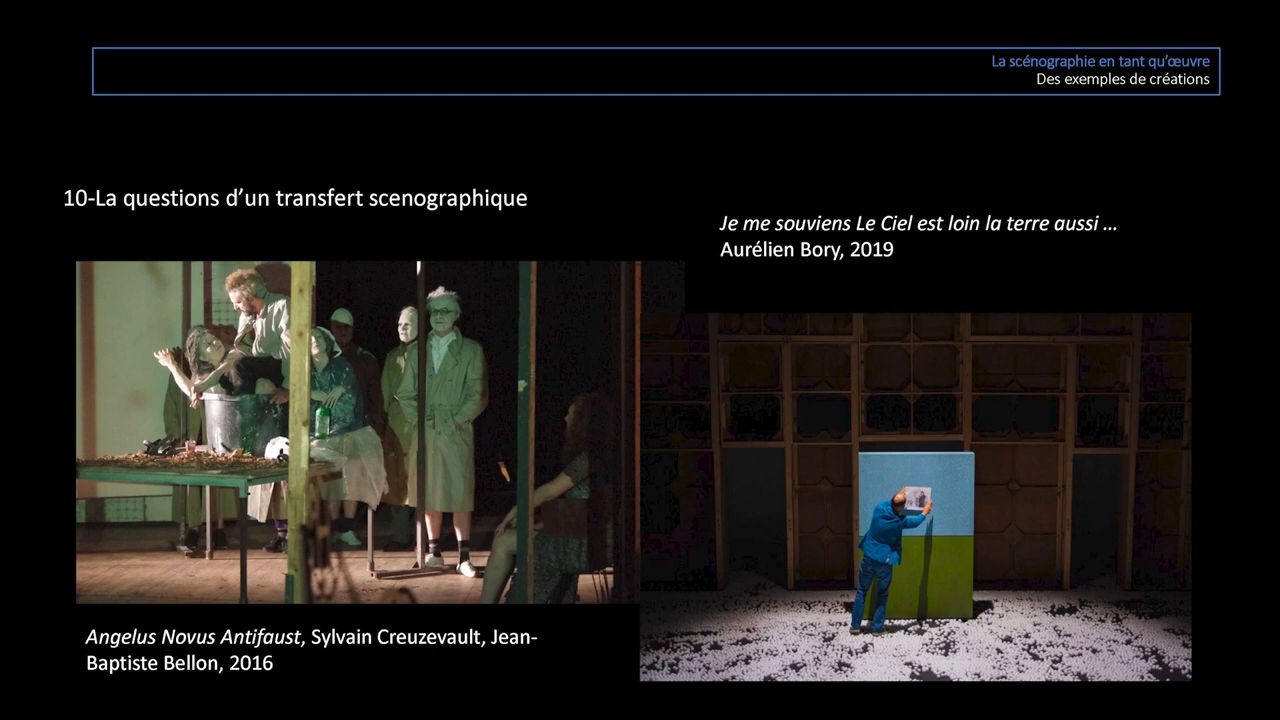 La scénographie en tant qu’œuvre
Des exemples de créations
10-La questions d’un transfert scenographique
Je me souviens Le Ciel est loin la terre aussi ...
Aurélien Bory, 2019
Angelus Novus Antifaust, Sylvain Creuzevault, Jean-
Baptiste Bellon, 2016